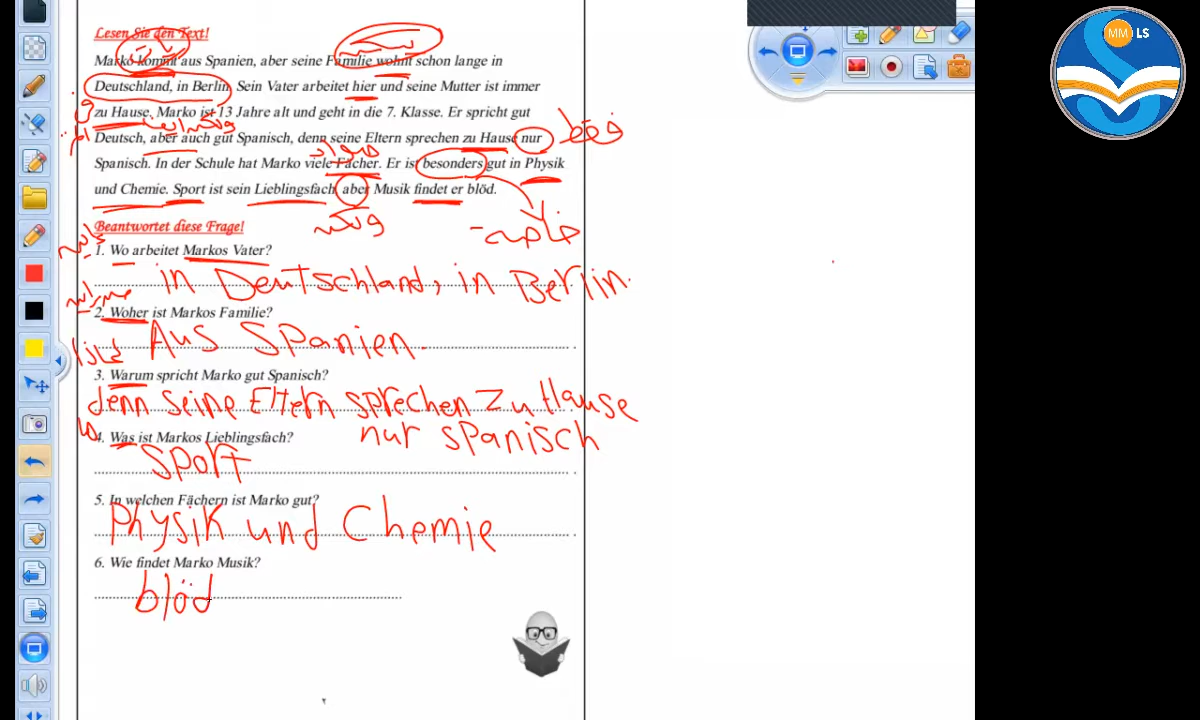 MM LS
Lesen Sie den Text!
Marko kommt aus Spanien, aber seine Familie wohnt schon lange in
Deutschland, in Berlin. Sein Vater arbeitet hier und seine Mutter ist immer
zu Hause. Marko ist 13 Jahre alt und geht in die 7. Klasse. Er spricht gut
Deutsch, aber auch gut Spanisch, denn seine Eltern sprechen zu Hause nur
فقط
Spanisch. In der Schule hat Marko viele Fächer. Er ist besonders gut in Physik
und Chemie. Sport ist sein Lieblingsfach aber Musik findet er blöd.
ولكن
خاصة
Beantwortet diese Frage!
1. Wo arbeitet Markos Vater?
in Deutschland, in Berlin.
2. Woher ist Markos Familie?
Aus Spanien.
لماذا
3. Warum spricht Marko gut Spanisch?
denn seine Eltern sprechen zu Hause
nur spanisch
4. Was ist Markos Lieblingsfach?
Sport
5. In welchen Fächern ist Marko gut?
Physik und Chemie
6. Wie findet Marko Musik?
blöd
٢